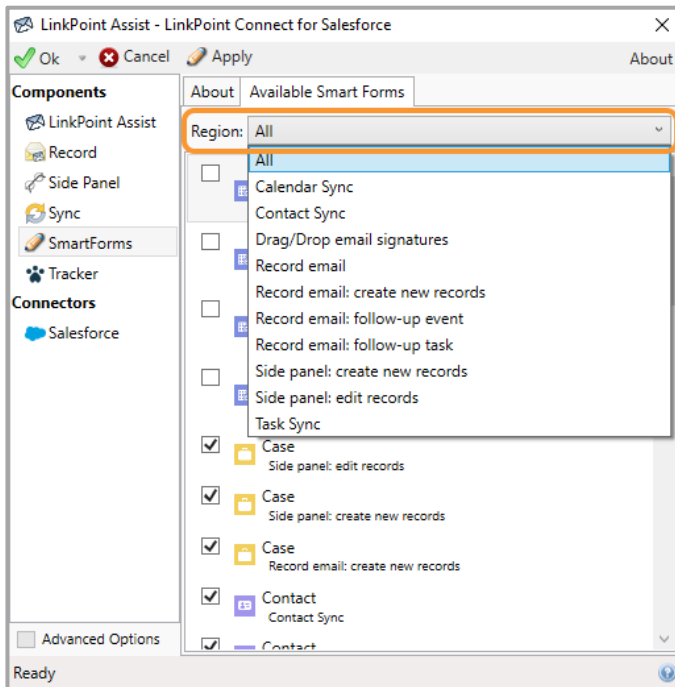 LinkPoint Assist - LinkPoint Connect for Salesforce
Ok Cancel Apply About
Components
LinkPoint Assist
Record
Side Panel
Sync
SmartForms
Tracker
Connectors
Salesforce
Advanced Options
About Available Smart Forms
Region: All
All
Calendar Sync
Contact Sync
Drag/Drop email signatures
Record email
Record email: create new records
Record email: follow-up event
Record email: follow-up task
Side panel: create new records
Side panel: edit records
Task Sync
Case
Side panel: edit records
Case
Side panel: create new records
Case
Record email: create new records
Contact
Contact Sync
Contact
Ready